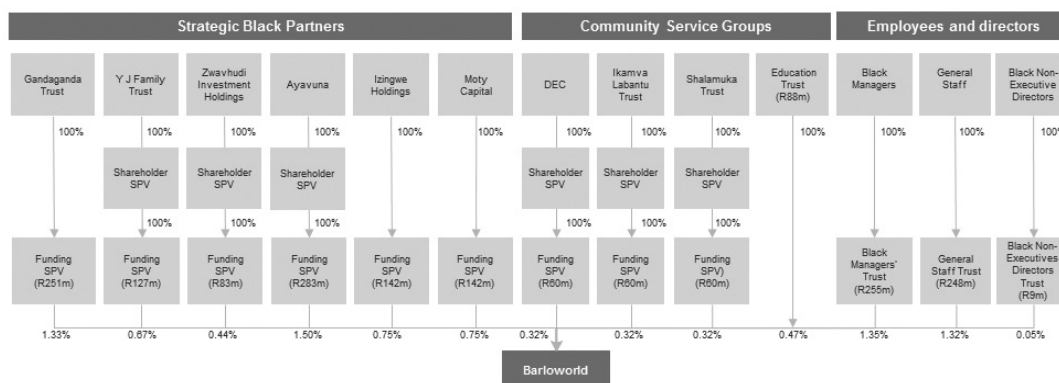 Strategic Black Partners
Community Service Groups
Employees and directors
Gandaganda
Trust
Y J Family
Trust
Zwavhudi
Investment
Holdings
Ayavuna
Izingwe
Holdings
Moty
Capital
DEC
Ikamva
Labantu
Trust
Shalamuka
Trust
Education
Trust
(R88m)
Black
Managers
General
Staff
Black Non-
Executive
Directors
100%
100%
100%
100%
100%
100%
100%
100%
100%
100%
100%
100%
100%
Shareholder
SPV
Shareholder
SPV
Shareholder
SPV
Shareholder
SPV
Shareholder
SPV
Shareholder
SPV
100%
100%
100%
100%
100%
100%
Funding
SPV
(R251m)
Funding
SPV
(R127m)
Funding
SPV
(R83m)
Funding
SPV
(R283m)
Funding
SPV
(R142m)
Funding
SPV
(R142m)
Funding
SPV
(R60m)
Funding
SPV
(R60m)
Funding
SPV)
(R60m)
Black
Managers'
Trust
(R255m)
General
Staff Trust
(R248m)
Black Non-
Executives
Directors
Trust
(R9m)
1.33%
0.67%
0.44%
1.50%
0.75%
0.75%
0.32%
0.32%
0.32%
0.47%
1.35%
1.32%
0.05%
Barloworld